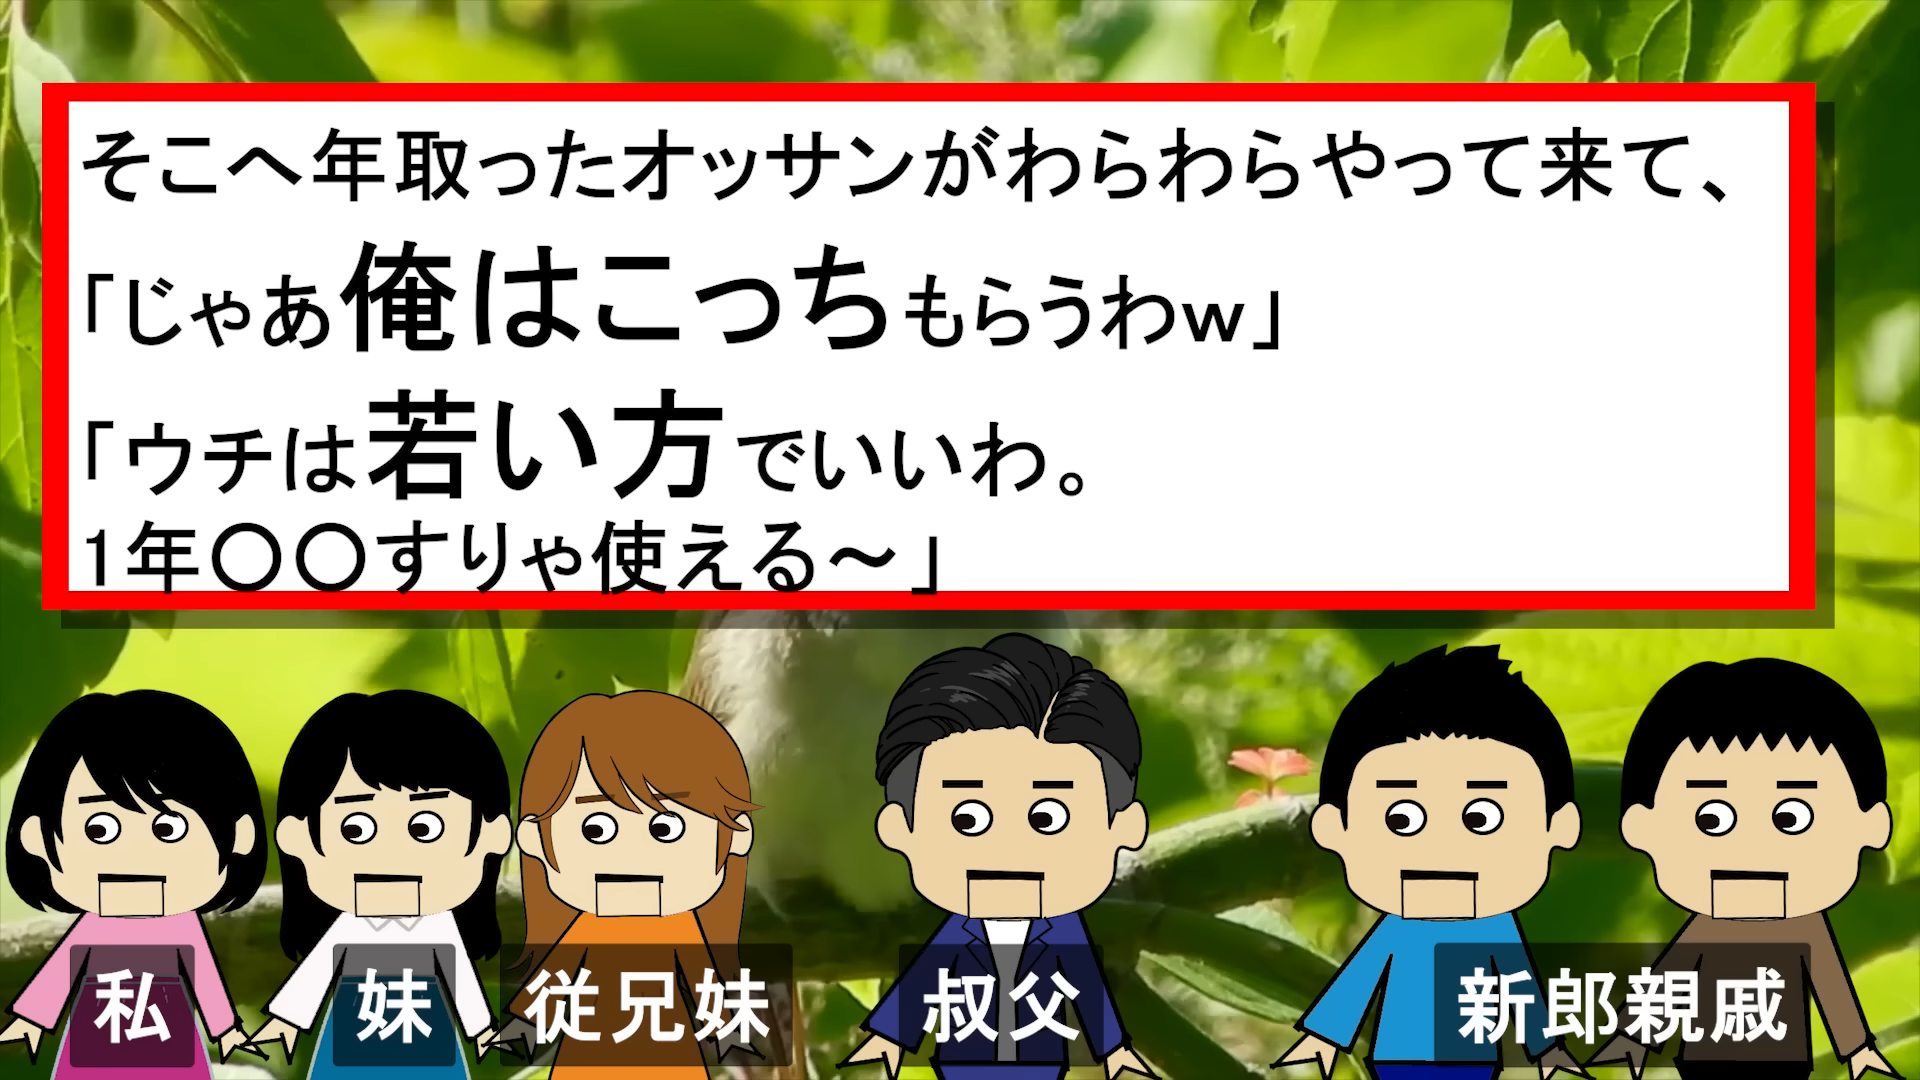 そこへ年取ったオッサンがわらわらやって来て、
「じゃあ俺はこっちもらうわw」
「ウチは若い方でいいわ。
1年〇〇すりゃ使える～」
私 妹 従兄妹 叔父 新郎親戚